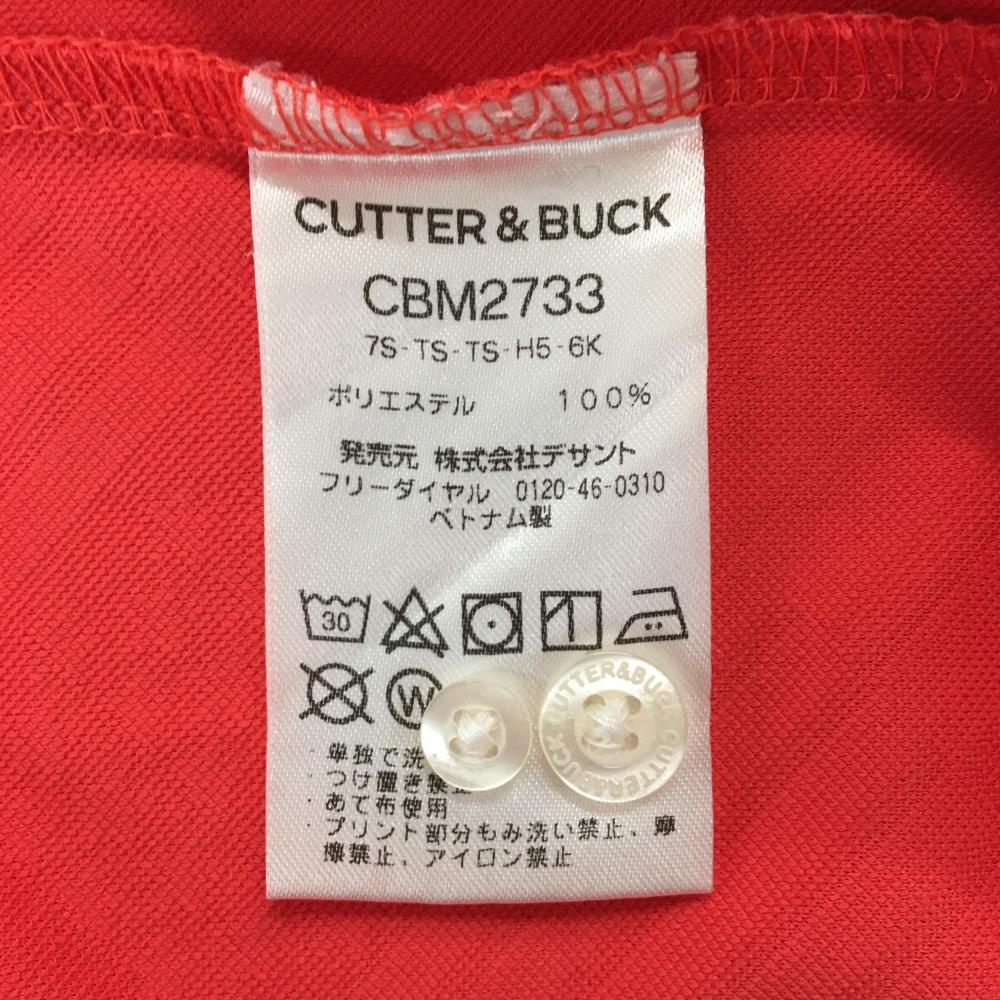 CUTTER & BUCK
CBM2733
7S-TS-TS-H5-6K
ポリエステル 100%
発売元 株式会社デサント
フリーダイヤル 0120-46-0310
ベトナム製
30
W
CUTTER&BUCK CUTTER&BUCK
・単独で洗
・つけ置き禁止
・あて布使用
・プリント部分もみ洗い禁止、摩
擦禁止、アイロン禁止